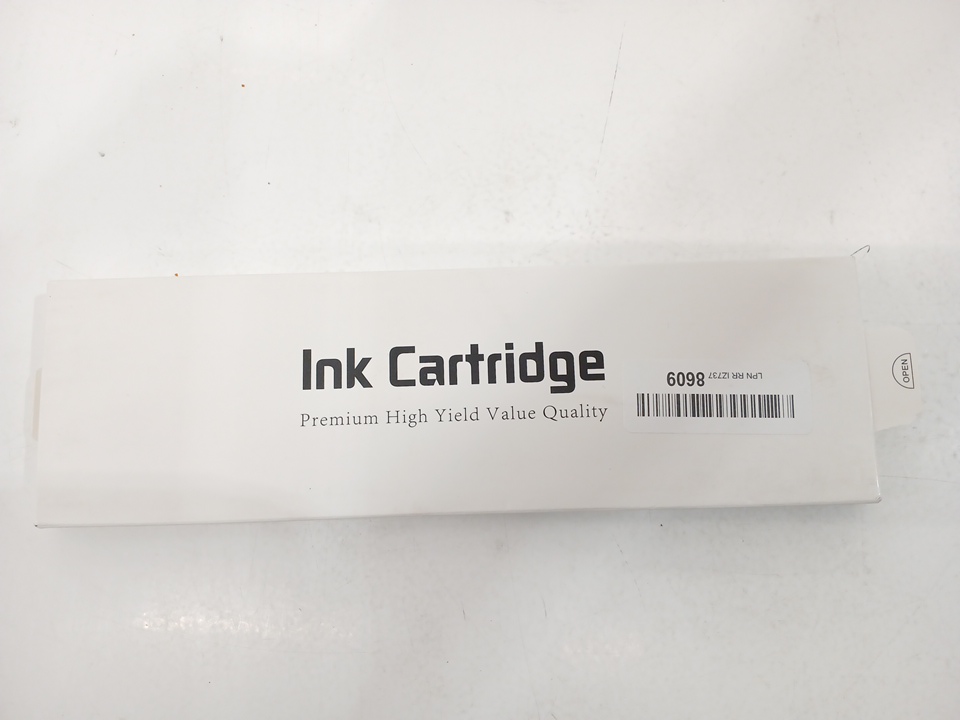 Ink Cartridge
Premium High Yield Value Quality
LPN RR IZ737 8609
OPEN